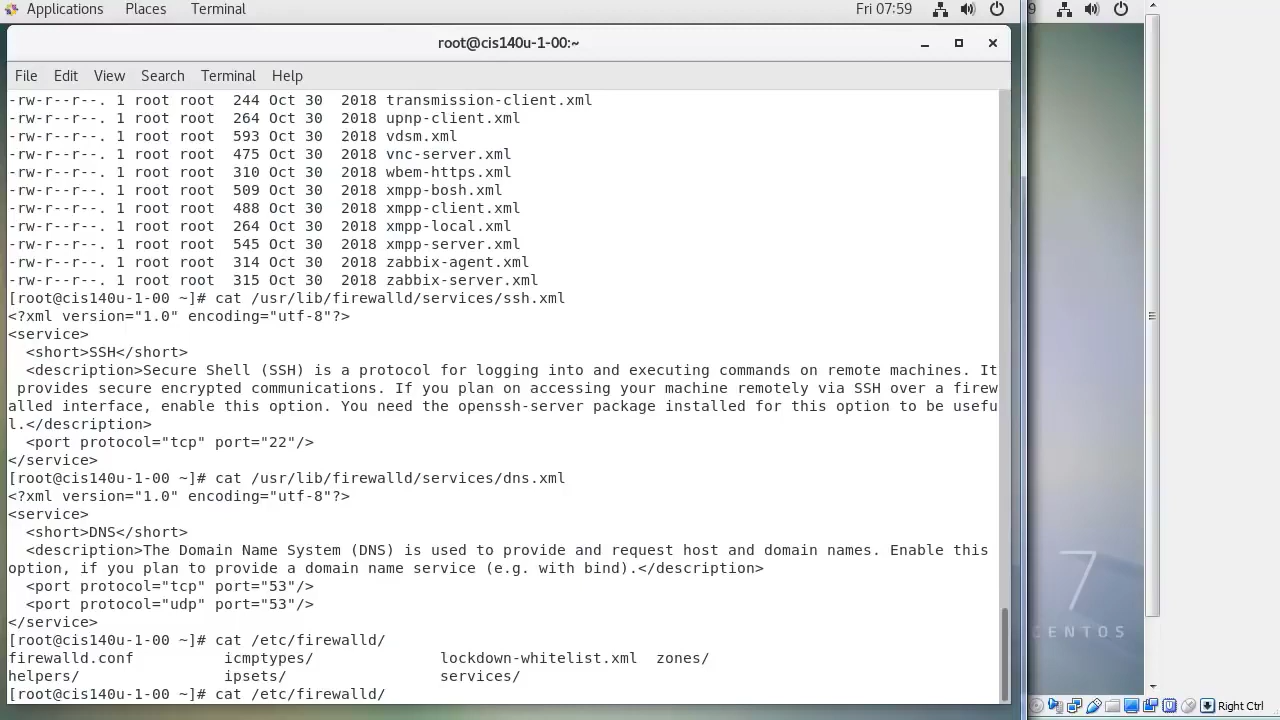 Applications Places Terminal Fri 07:59 9
root@cis140u-1-00:~
File Edit View Search Terminal Help
-rw-r--r--. 1 root root  244 Oct 30  2018 transmission-client.xml
-rw-r--r--. 1 root root  264 Oct 30  2018 upnp-client.xml
-rw-r--r--. 1 root root  593 Oct 30  2018 vdsm.xml
-rw-r--r--. 1 root root  475 Oct 30  2018 vnc-server.xml
-rw-r--r--. 1 root root  310 Oct 30  2018 wbem-https.xml
-rw-r--r--. 1 root root  509 Oct 30  2018 xmpp-bosh.xml
-rw-r--r--. 1 root root  488 Oct 30  2018 xmpp-client.xml
-rw-r--r--. 1 root root  264 Oct 30  2018 xmpp-local.xml
-rw-r--r--. 1 root root  545 Oct 30  2018 xmpp-server.xml
-rw-r--r--. 1 root root  314 Oct 30  2018 zabbix-agent.xml
-rw-r--r--. 1 root root  315 Oct 30  2018 zabbix-server.xml
[root@cis140u-1-00 ~]# cat /usr/lib/firewalld/services/ssh.xml
<?xml version="1.0" encoding="utf-8"?>
<service>
  <short>SSH</short>
  <description>Secure Shell (SSH) is a protocol for logging into and executing commands on remote machines. It
 provides secure encrypted communications. If you plan on accessing your machine remotely via SSH over a firew
alled interface, enable this option. You need the openssh-server package installed for this option to be usefu
l.</description>
  <port protocol="tcp" port="22"/>
</service>
[root@cis140u-1-00 ~]# cat /usr/lib/firewalld/services/dns.xml
<?xml version="1.0" encoding="utf-8"?>
<service>
  <short>DNS</short>
  <description>The Domain Name System (DNS) is used to provide and request host and domain names. Enable this
option, if you plan to provide a domain name service (e.g. with bind).</description>
  <port protocol="tcp" port="53"/>
  <port protocol="udp" port="53"/>
</service>
[root@cis140u-1-00 ~]# cat /etc/firewalld/
firewalld.conf          icmptypes/              lockdown-whitelist.xml  zones/
helpers/                ipsets/                 services/
[root@cis140u-1-00 ~]# cat /etc/firewalld/
7
CENTOS
Right Ctrl